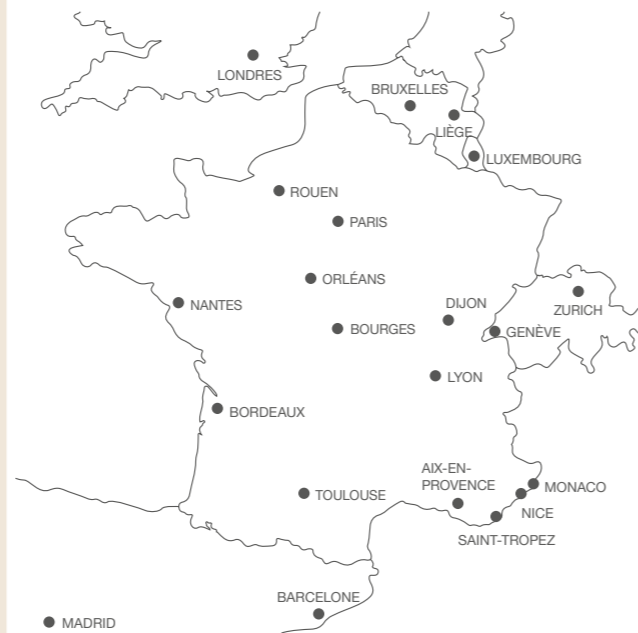 LONDRES
BRUXELLES
LIÈGE
LUXEMBOURG
ROUEN
PARIS
ORLÉANS
NANTES
DIJON
ZURICH
BOURGES
GENÈVE
LYON
BORDEAUX
AIX-EN-
PROVENCE
TOULOUSE
MONACO
NICE
SAINT-TROPEZ
BARCELONE
MADRID